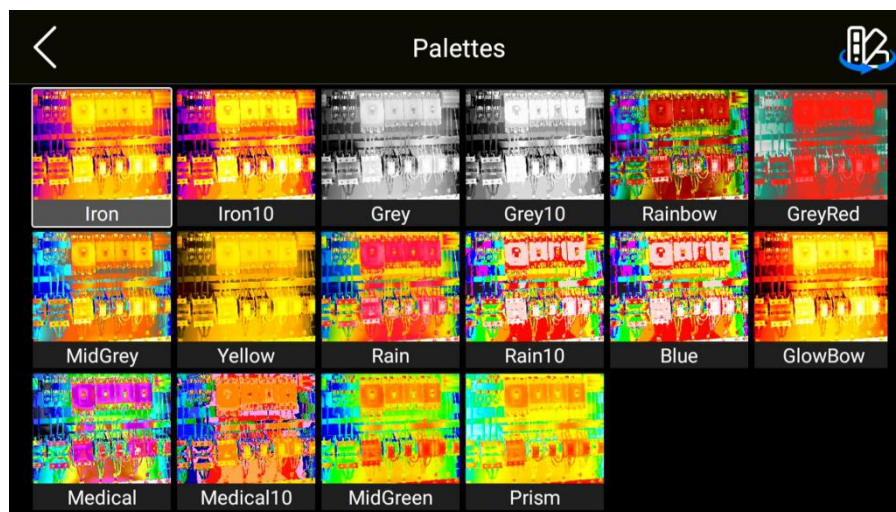 Palettes
Iron Iron10 Grey Grey10 Rainbow GreyRed
MidGrey Yellow Rain Rain10 Blue GlowBow
Medical Medical10 MidGreen Prism